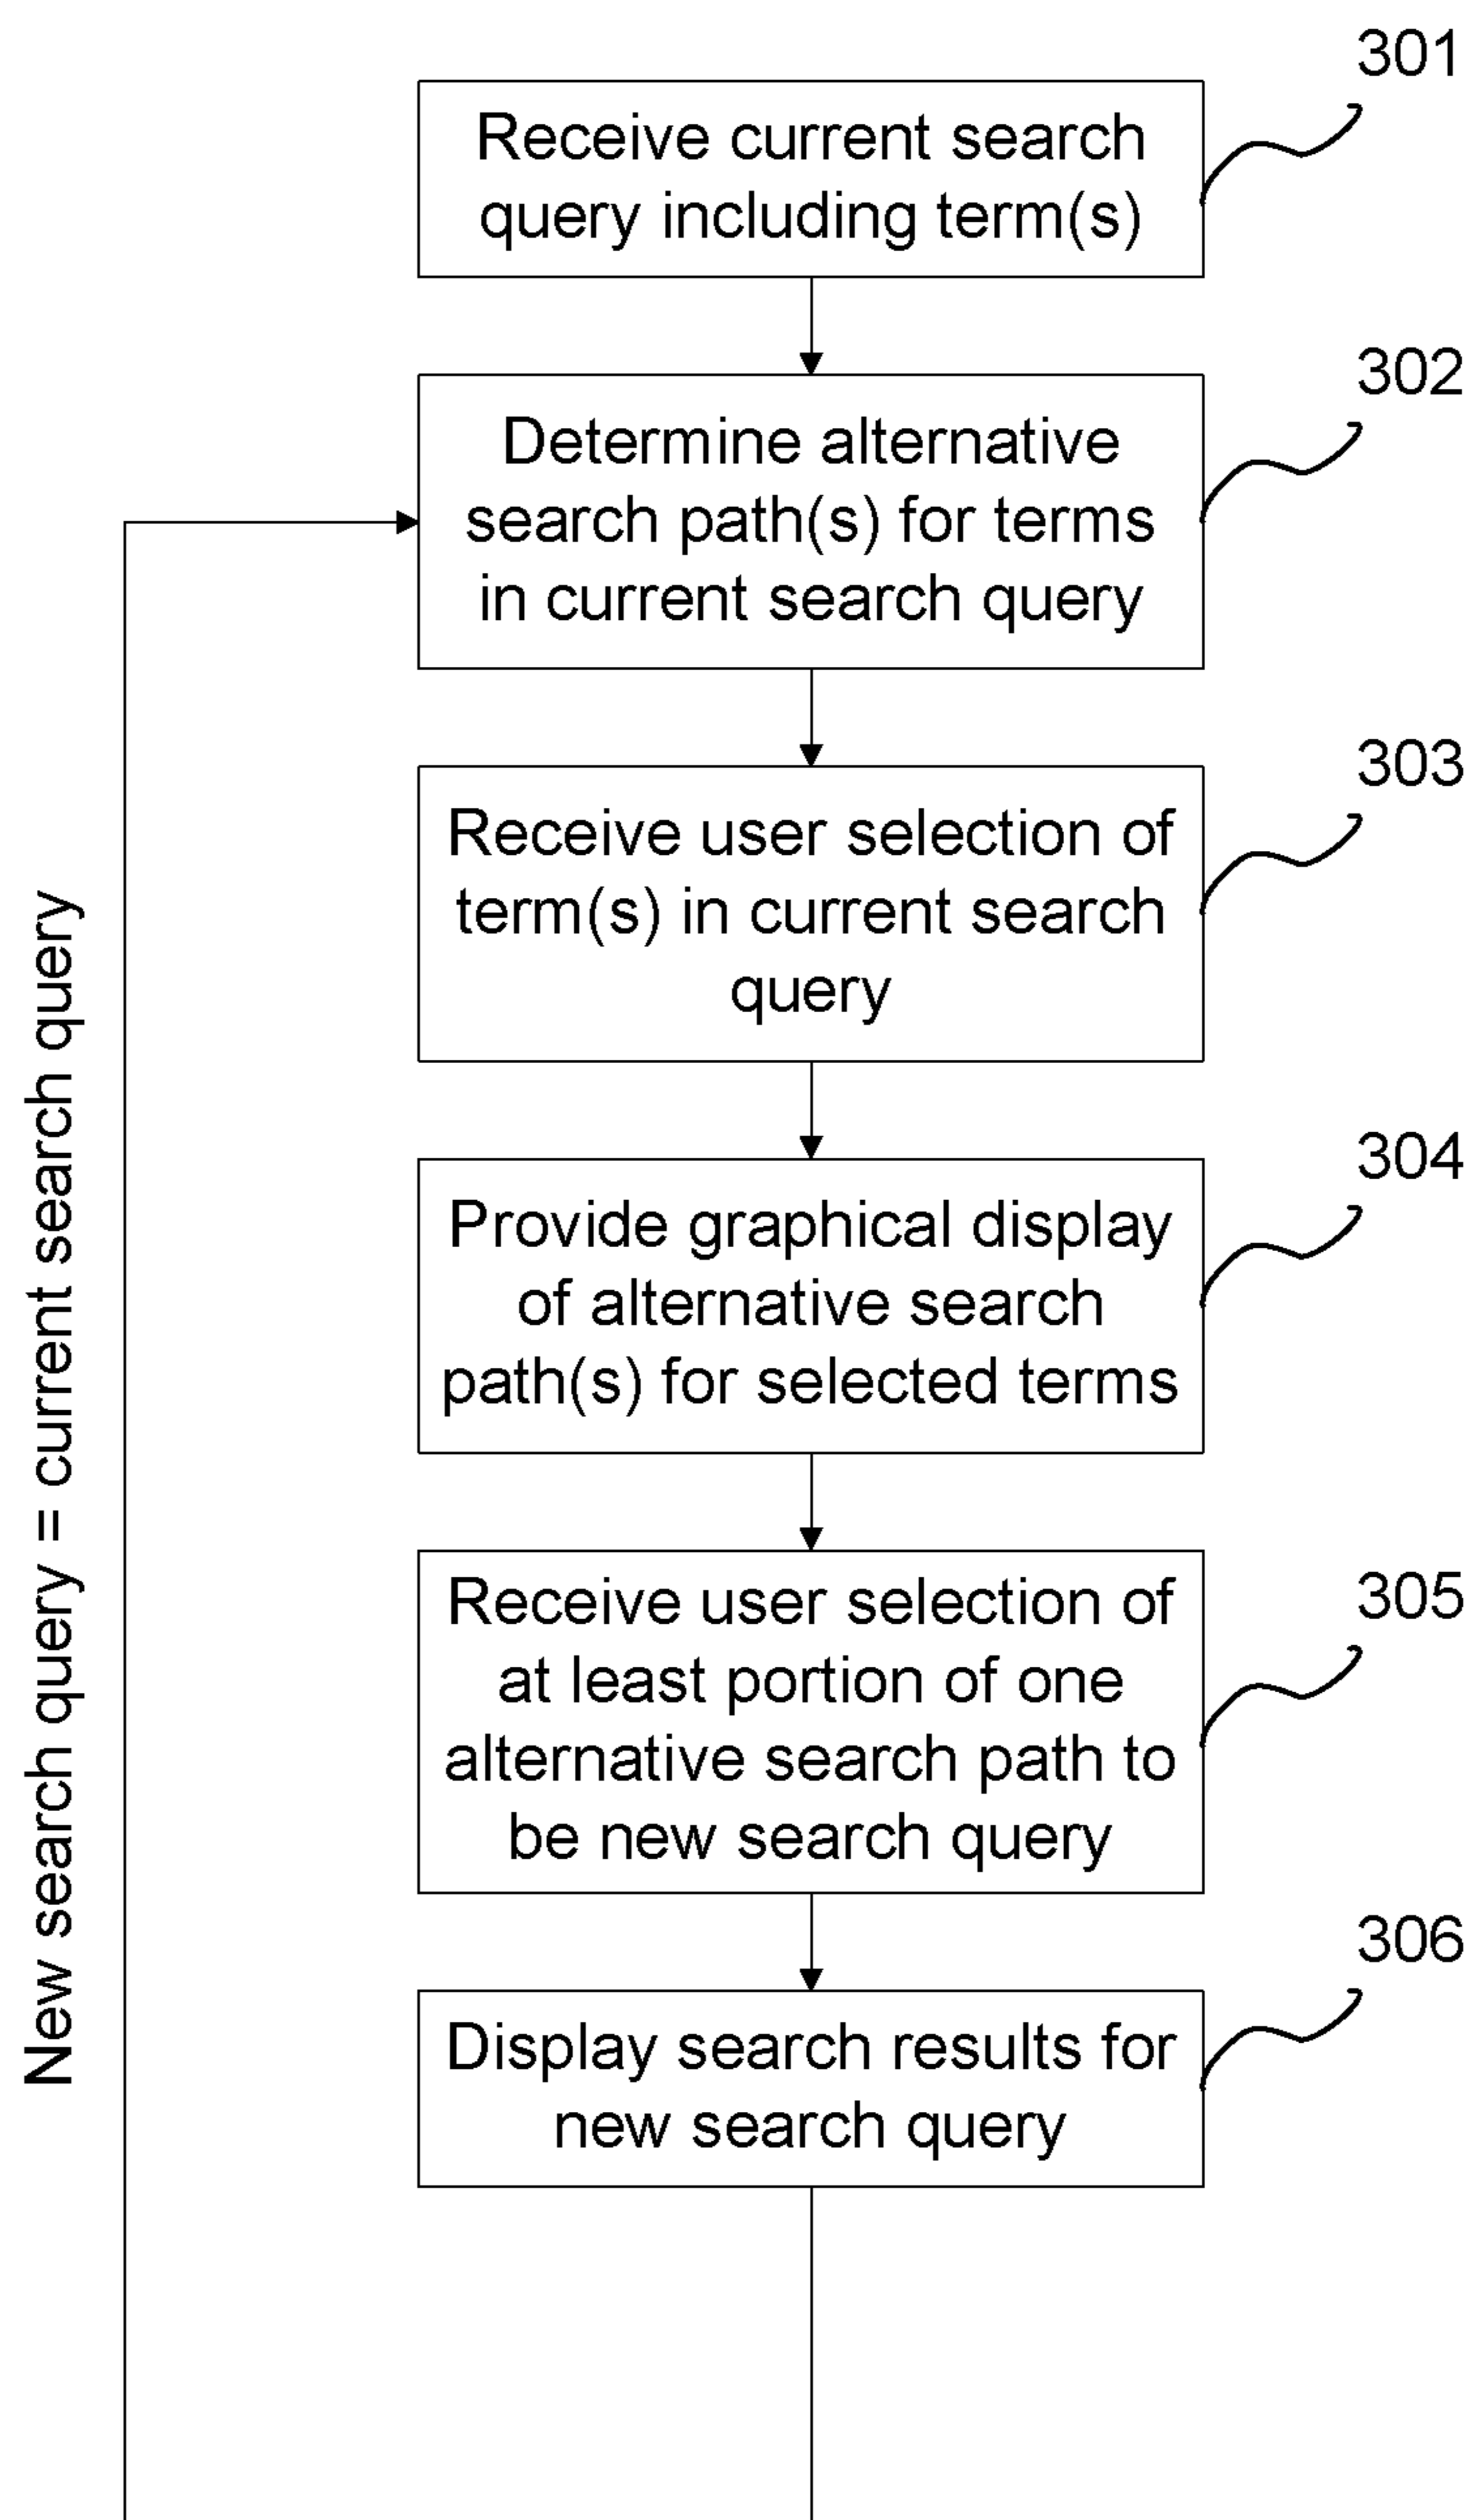 301
Receive current search
query including term(s)
302
Determine alternative
search path(s) for terms
in current search query
303
Receive user selection of
term(s) in current search
query
304
Provide graphical display
of alternative search
path(s) for selected terms
305
Receive user selection of
at least portion of one
alternative search path to
be new search query
306
Display search results for
new search query
New search query = current search query